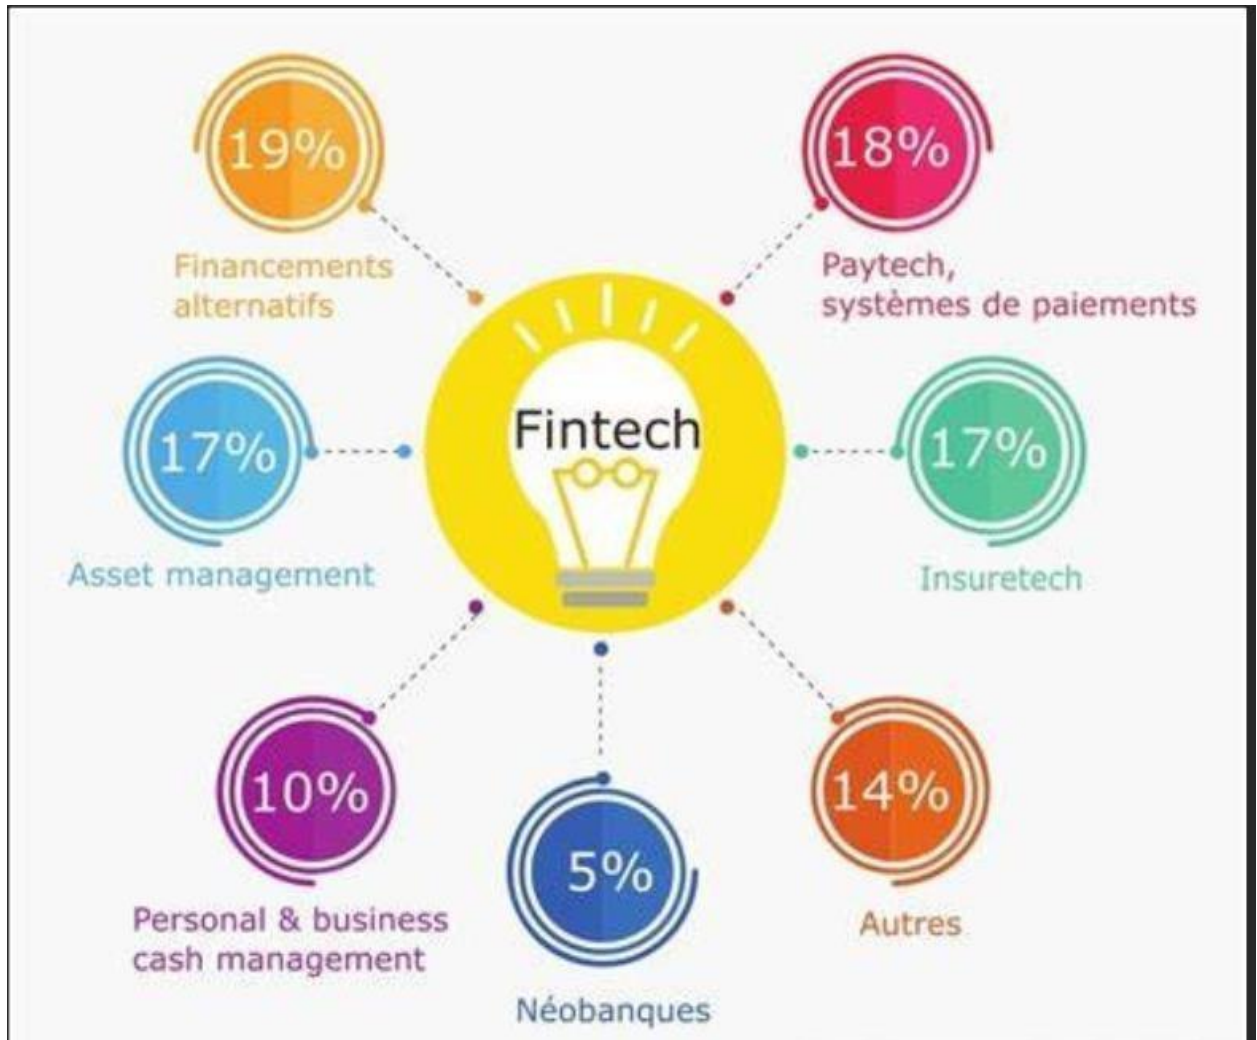 19%
Financements
alternatifs
18%
Paytech,
systèmes de paiements
17%
Asset management
Fintech
17%
Insuretech
10%
Personal & business
cash management
5%
Néobanques
14%
Autres